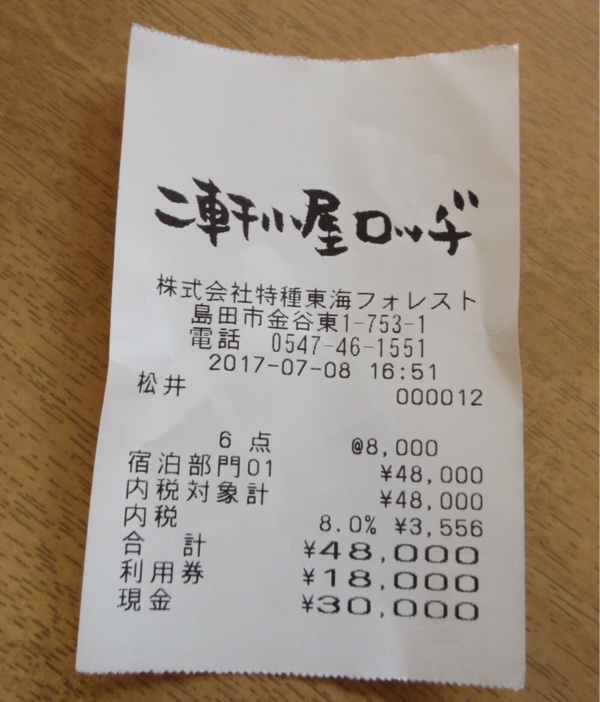 二軒小屋ロッヂ
株式会社特種東海フォレスト
島田市金谷東1-753-1
電話 0547-46-1551
2017-07-08 16:51
松井 000012
6点 @8,000
宿泊部門01 ¥48,000
内税対象計 ¥48,000
内税 8.0% ¥3,556
合 計 ¥48,000
利用券 ¥18,000
現金 ¥30,000